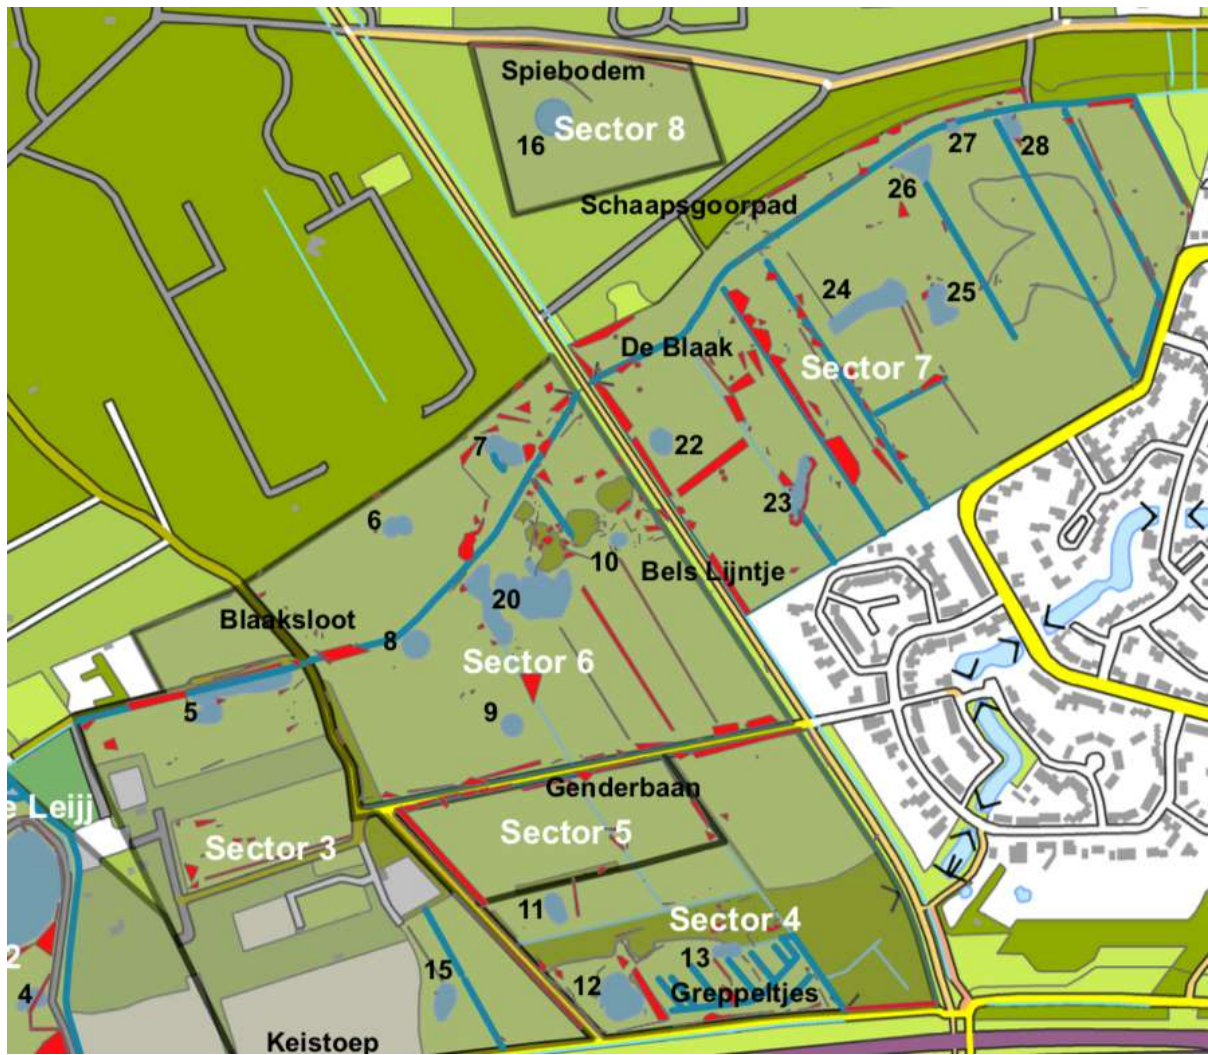 Spiebodem
Sector 8
16
27
28
26
Schaapsgoorpad
24
25
De Blaak
Sector 7
7
22
23
6
10
Bels Lijntje
20
Blaaksloot
8
Sector 6
5
9
Genderbaan
e Leijj
Sector 5
Sector 3
11
Sector 4
2
13
15
12
4
Greppeltjes
Keistoep